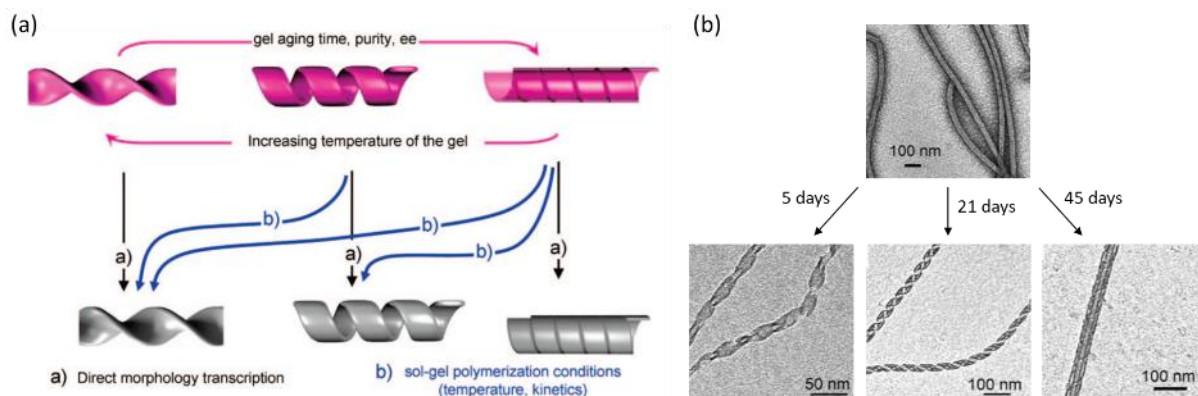 (a)
gel aging time, purity, ee
Increasing temperature of the gel
b)
b)
b)
a)
a)
a)
a) Direct morphology transcription
b) sol-gel polymerization conditions
(temperature, kinetics)
(b)
100 nm
5 days
21 days
45 days
50 nm
100 nm
100 nm